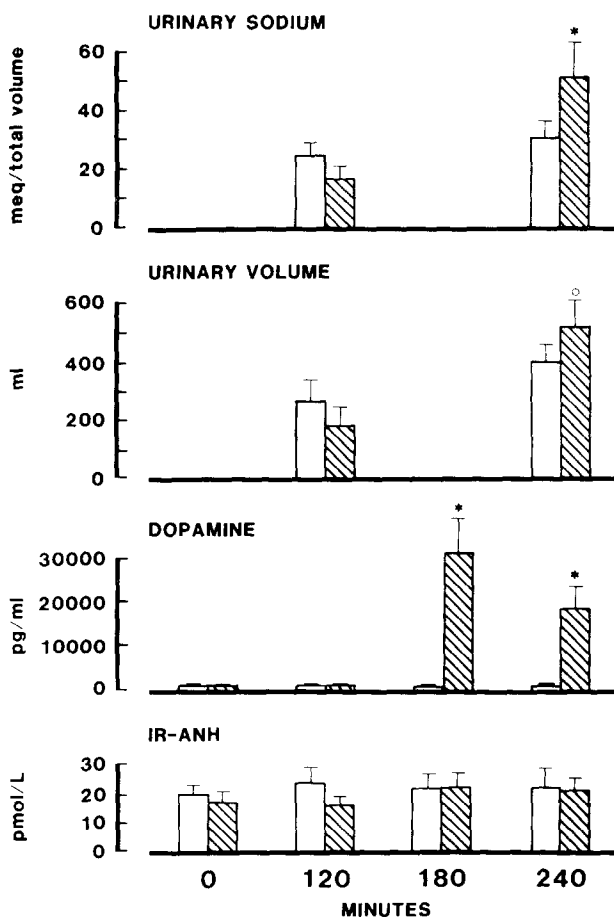 URINARY SODIUM
meq/total volume
60
40
20
0
*
URINARY VOLUME
ml
600
400
200
0
DOPAMINE
pg/ml
30000
20000
10000
0
*
*
IR-ANH
pmol/L
30
20
10
0
0 120 180 240
MINUTES